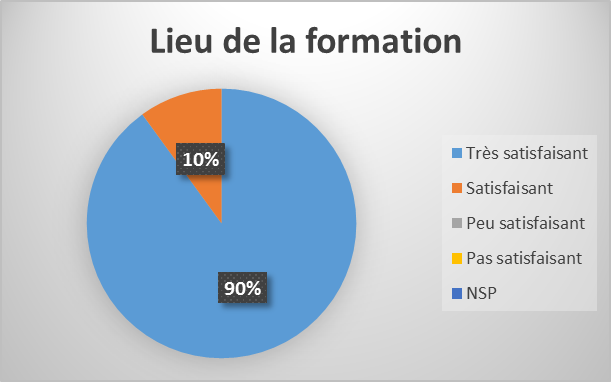 Lieu de la formation
10%
90%
Très satisfaisant
Satisfaisant
Peu satisfaisant
Pas satisfaisant
NSP